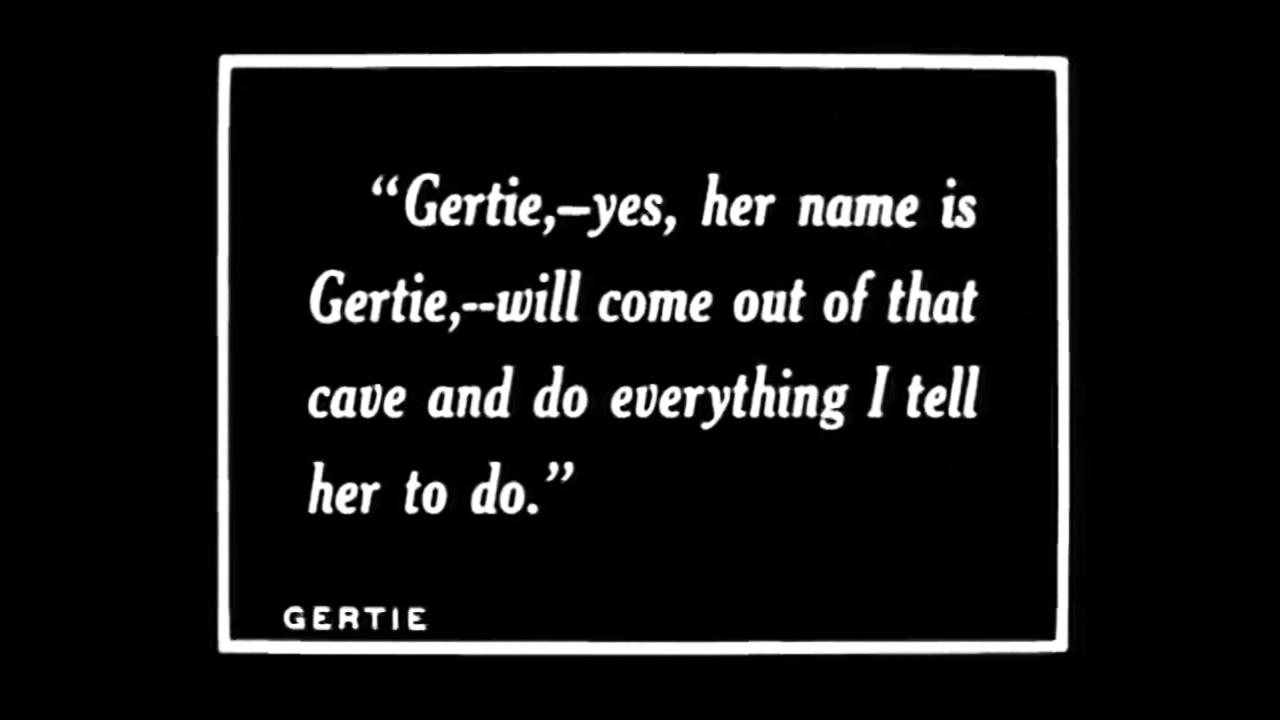 “Gertie,–yes, her name is
Gertie,--will come out of that
cave and do everything I tell
her to do.”
GERTIE